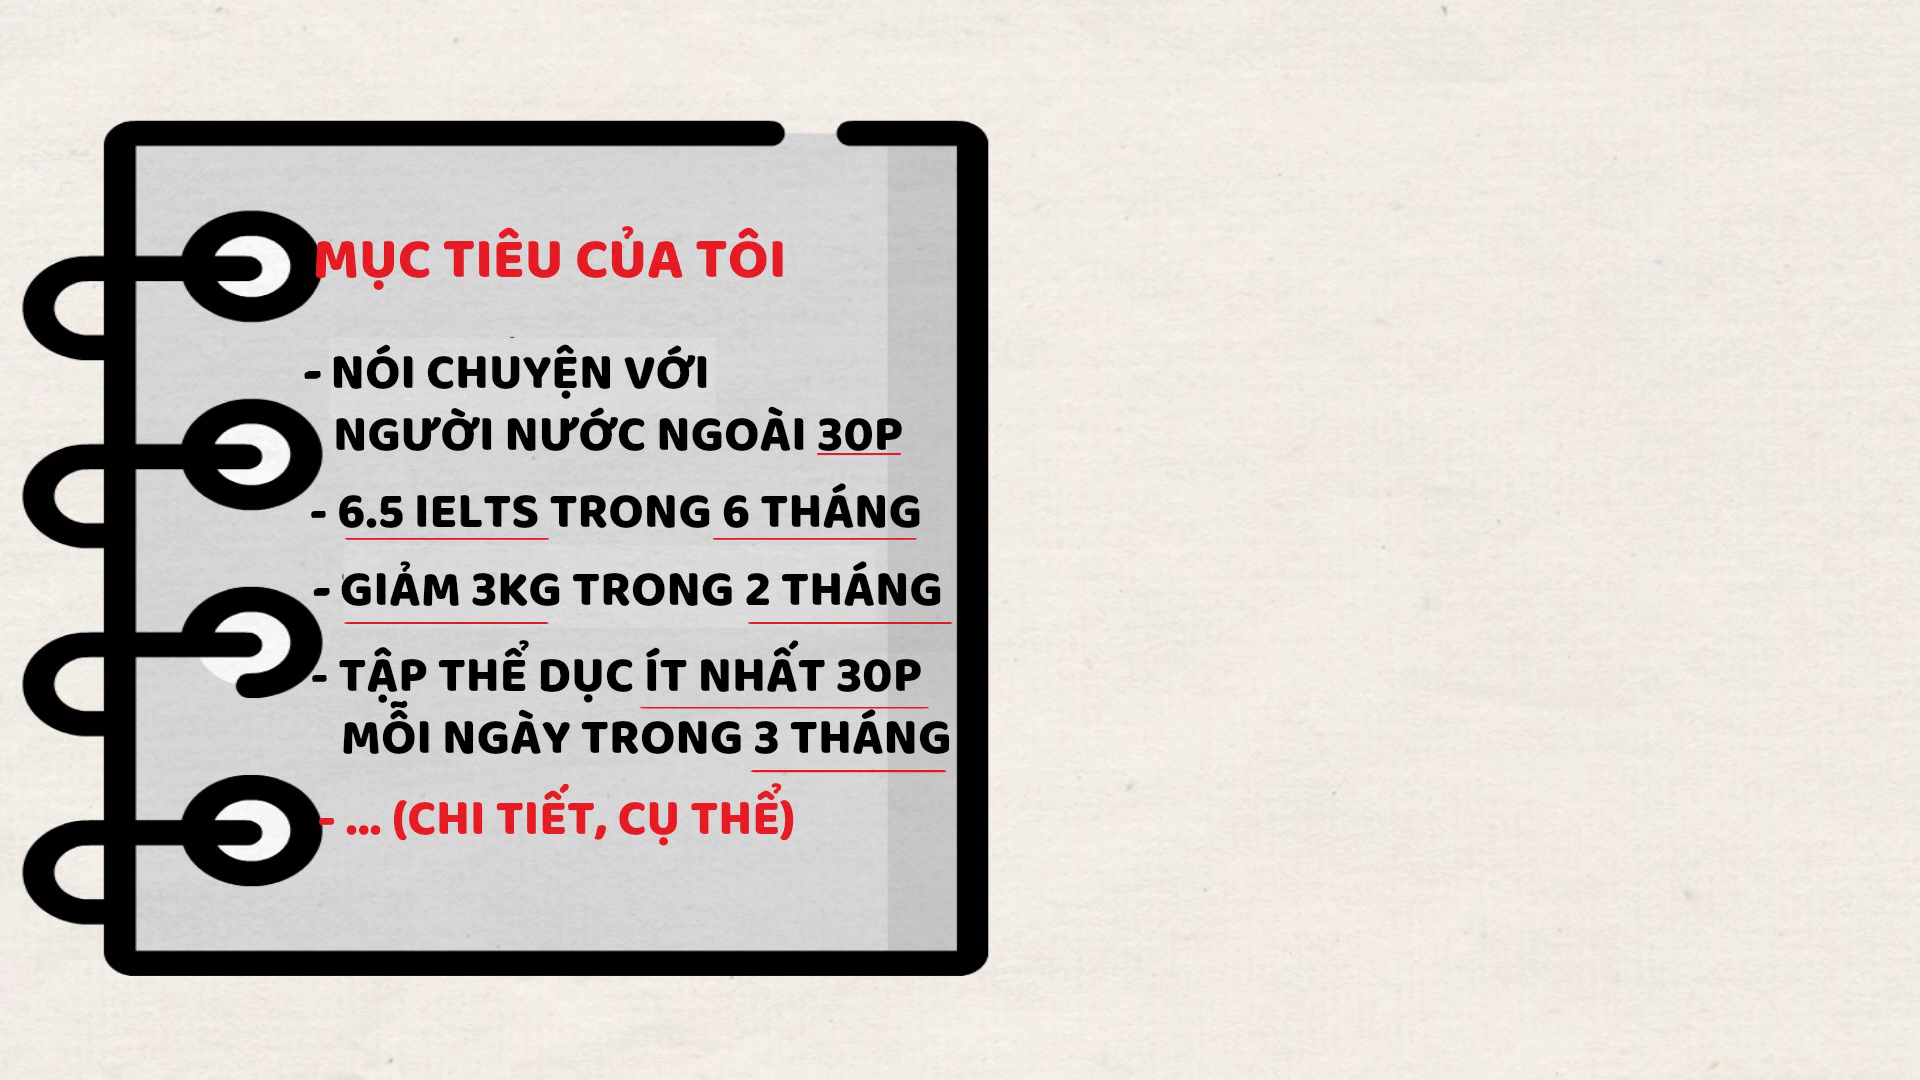 MỤC TIÊU CỦA TÔI
- NÓI CHUYỆN VỚI
NGƯỜI NƯỚC NGOÀI 30P
- 6.5 IELTS TRONG 6 THÁNG
- GIẢM 3KG TRONG 2 THÁNG
- TẬP THỂ DỤC ÍT NHẤT 30P
MỖI NGÀY TRONG 3 THÁNG
- ... (CHI TIẾT, CỤ THỂ)